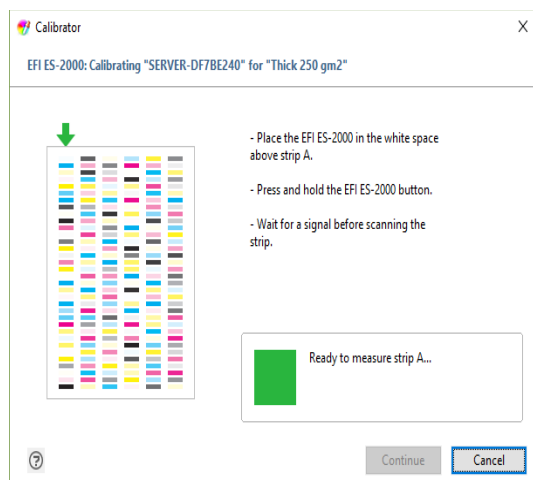 Calibrator
X
EFI ES-2000: Calibrating "SERVER-DF7BE240" for "Thick 250 gm2"
- Place the EFI ES-2000 in the white space
above strip A.
- Press and hold the EFI ES-2000 button.
- Wait for a signal before scanning the
strip.
Ready to measure strip A...
?
Continue
Cancel